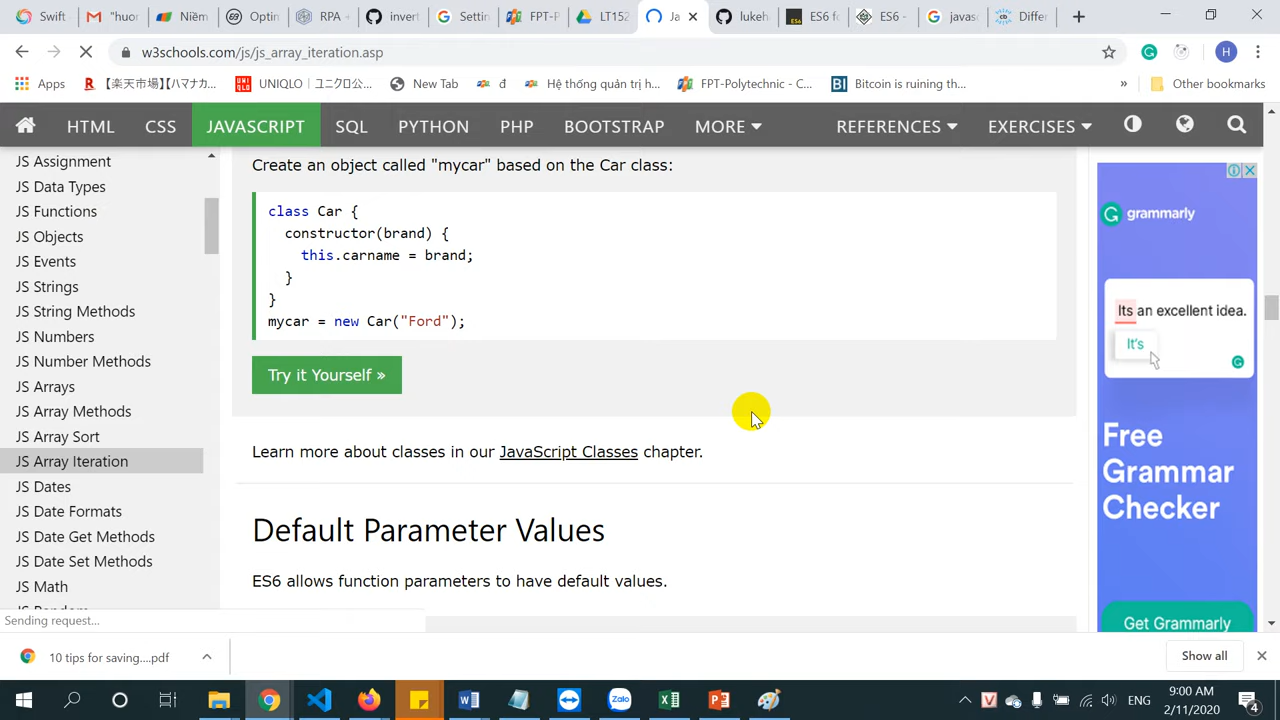 Swift
"huor
Niềm
Optin
RPA +
invert
Settir
FPT-P
LT152
Ja
lukeh
ES6 fo
ES6 -
javasc
Differ
w3schools.com/js/js_array_iteration.asp
H
Apps
【楽天市場】【ハマナカ...
UNIQLO｜ユニクロ公...
New Tab
đ
Hệ thống quản trị h...
FPT-Polytechnic - C...
BI
Bitcoin is ruining th...
»
Other bookmarks
HTML
CSS
JAVASCRIPT
SQL
PYTHON
PHP
BOOTSTRAP
MORE
REFERENCES
EXERCISES
JS Assignment
JS Data Types
JS Functions
JS Objects
JS Events
JS Strings
JS String Methods
JS Numbers
JS Number Methods
JS Arrays
JS Array Methods
JS Array Sort
JS Array Iteration
JS Dates
JS Date Formats
JS Date Get Methods
JS Date Set Methods
JS Math
Create an object called "mycar" based on the Car class:
class Car {
constructor(brand) {
this.carname = brand;
}
}
mycar = new Car("Ford");
Try it Yourself »
Learn more about classes in our JavaScript Classes chapter.
Default Parameter Values
ES6 allows function parameters to have default values.
grammarly
Its an excellent idea.
It's
Free
Grammar
Checker
Get Grammarly
Sending request...
10 tips for saving....pdf
Show all
Zalo
V
ENG
9:00 AM
2/11/2020
4